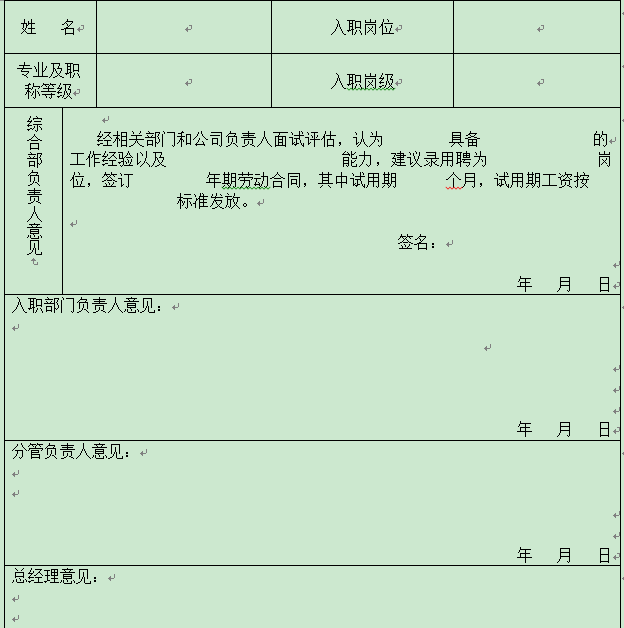 姓 名 入职岗位
专业及职
称等级 入职岗级
综合部负责人意见
经相关部门和公司负责人面试评估，认为 具备 的
工作经验以及 能力，建议录用聘为 岗
位，签订 年期劳动合同，其中试用期 个月，试用期工资按
标准发放。
签名：
年 月 日
入职部门负责人意见：
年 月 日
分管负责人意见：
年 月 日
总经理意见：